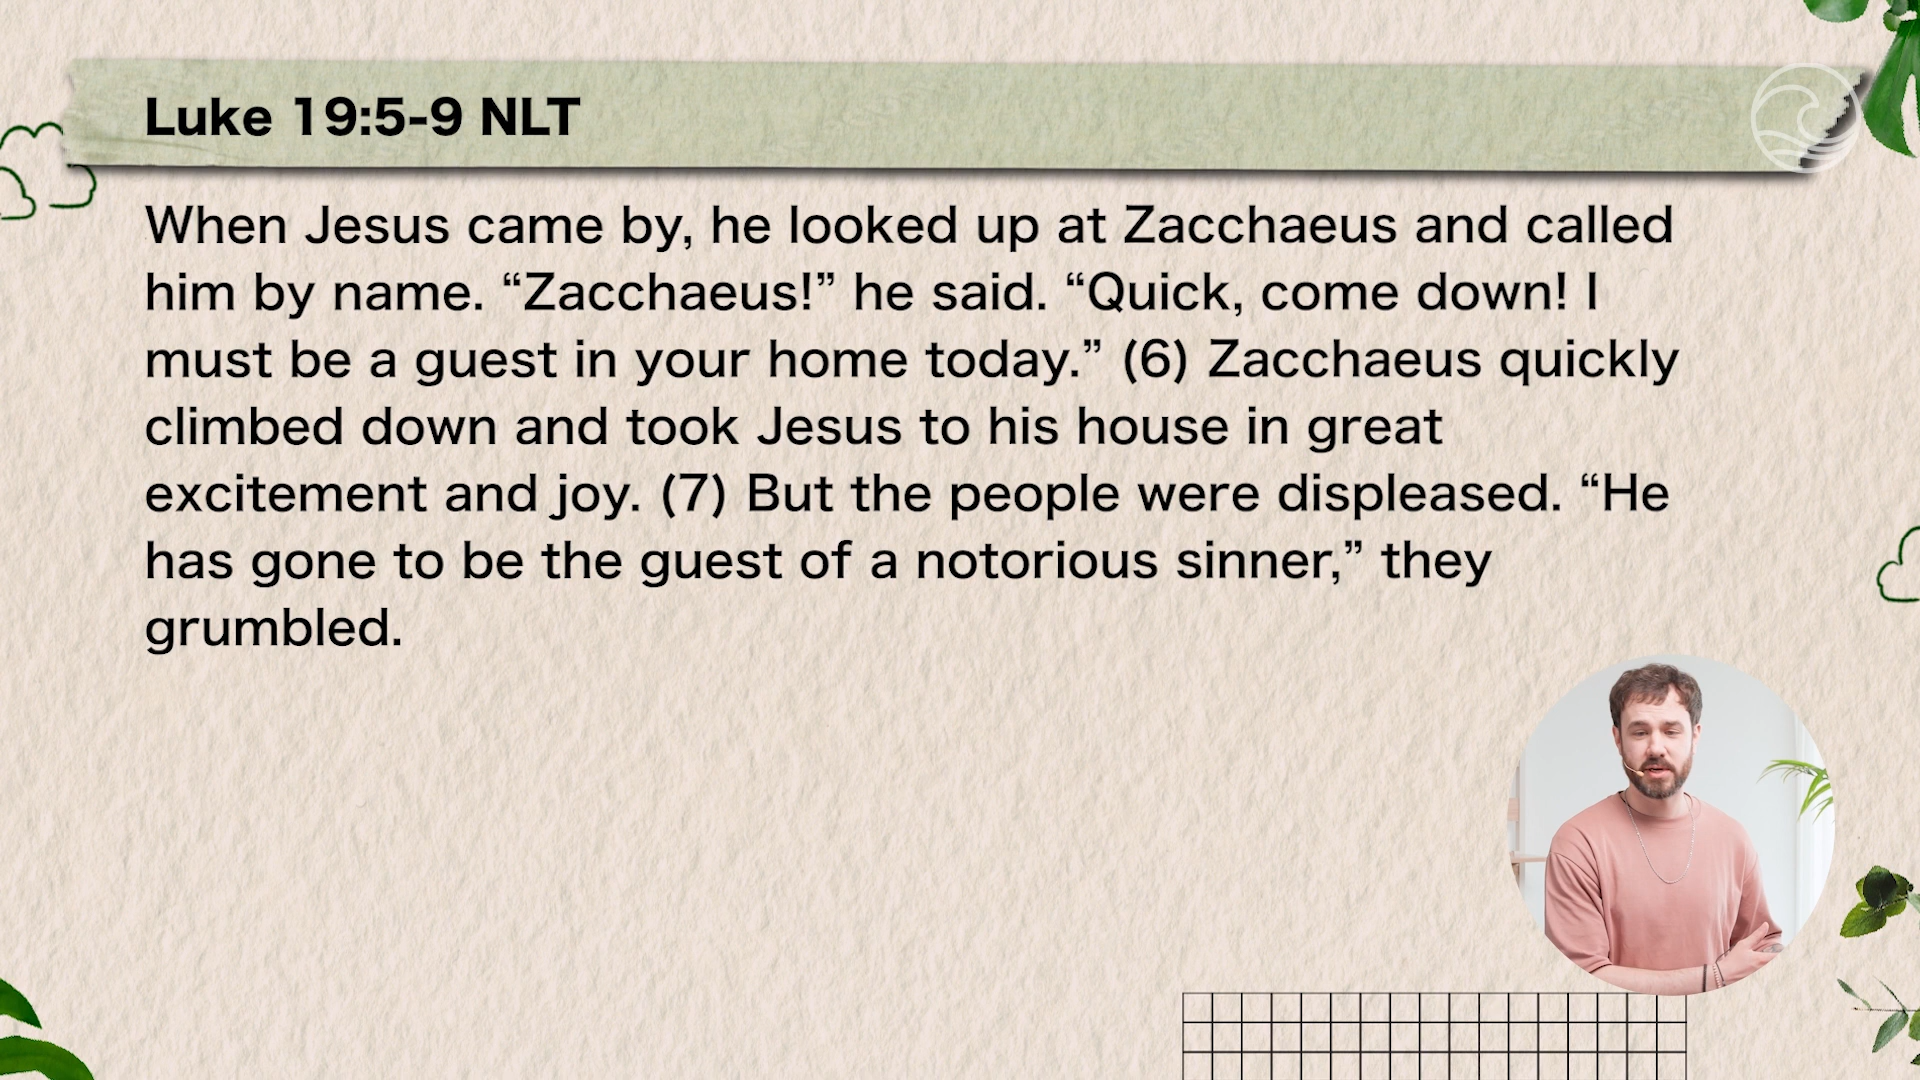 Luke 19:5-9 NLT
When Jesus came by, he looked up at Zacchaeus and called
him by name. “Zacchaeus!” he said. “Quick, come down! I
must be a guest in your home today.” (6) Zacchaeus quickly
climbed down and took Jesus to his house in great
excitement and joy. (7) But the people were displeased. “He
has gone to be the guest of a notorious sinner,” they
grumbled.